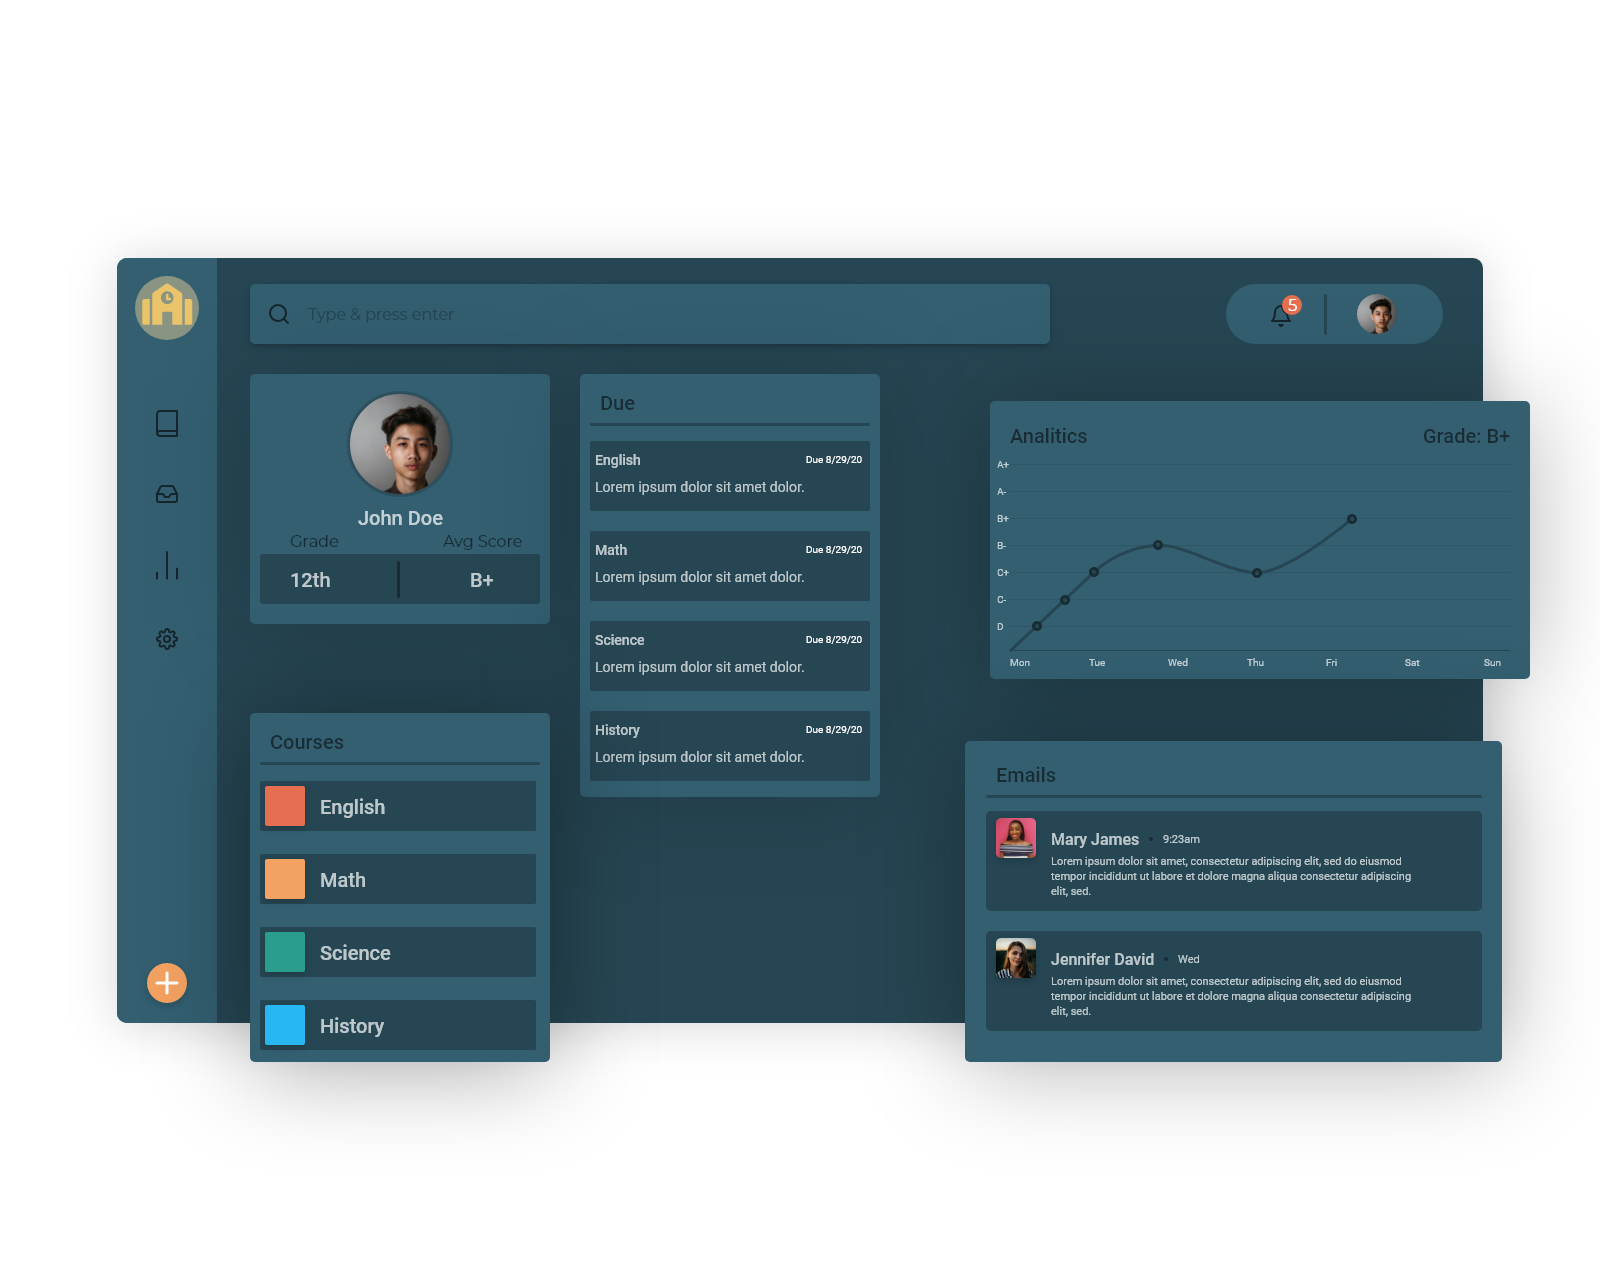 Type & press enter
5
John Doe
Grade
Avg Score
12th
B+
Due
English
Due 8/29/20
Lorem ipsum dolor sit amet dolor.
Math
Due 8/29/20
Lorem ipsum dolor sit amet dolor.
Science
Due 8/29/20
Lorem ipsum dolor sit amet dolor.
History
Due 8/29/20
Lorem ipsum dolor sit amet dolor.
Analitics
Grade: B+
A+
A-
B+
B-
C+
C-
D
Mon
Tue
Wed
Thu
Fri
Sat
Sun
Courses
English
Math
Science
History
Emails
Mary James • 9:23am
Lorem ipsum dolor sit amet, consectetur adipiscing elit, sed do eiusmod
tempor incididunt ut labore et dolore magna aliqua consectetur adipiscing
elit, sed.
Jennifer David • Wed
Lorem ipsum dolor sit amet, consectetur adipiscing elit, sed do eiusmod
tempor incididunt ut labore et dolore magna aliqua consectetur adipiscing
elit, sed.